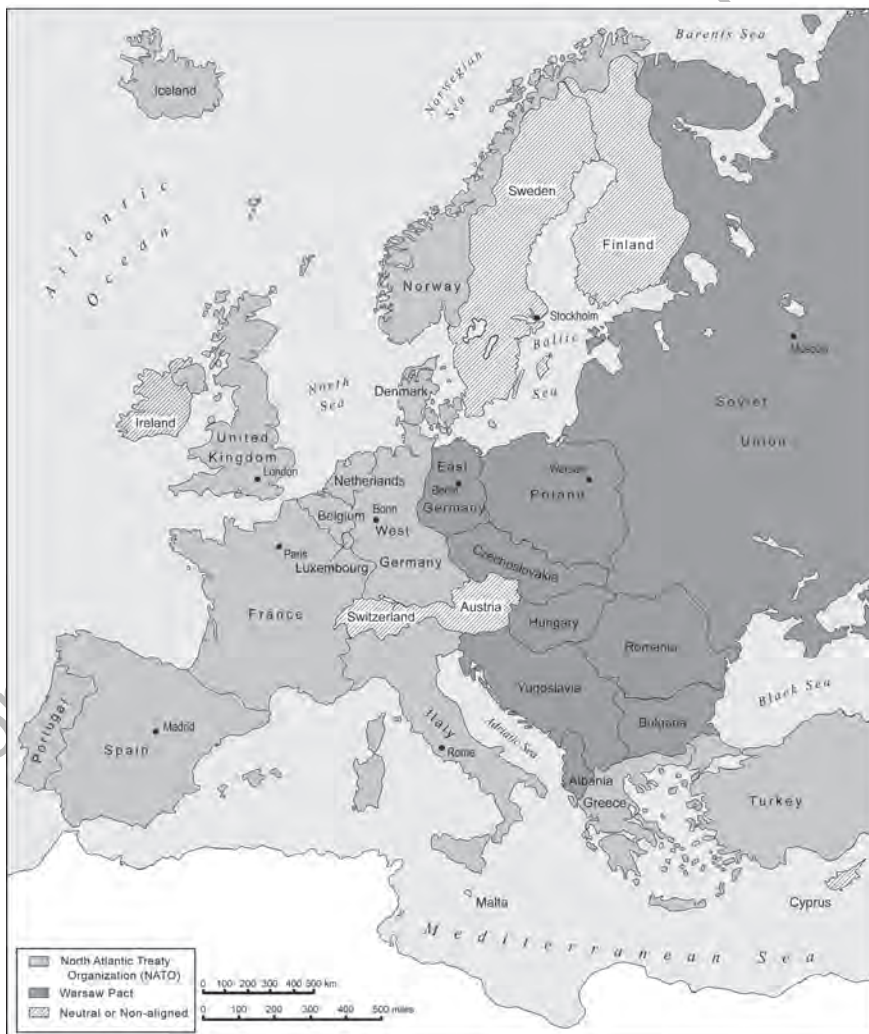 Barents Sea
Iceland
Norwegian
Sea
Atlantic
Ocean
Sweden
Finland
Norway
Stockholm
Baltic
Sea
Moscow
North
Sea
Denmark
Soviet
Union
Ireland
United
Kingdom
London
Netherlands
East
Berlin
Germany
Warsaw
Poland
Belgium
Bonn
West
Germany
Paris
Luxembourg
Czechoslovakia
France
Switzerland
Austria
Hungary
Romania
Yugoslavia
Black Sea
Bulgaria
Portugal
Madrid
Spain
Italy
Rome
Adriatic Sea
Albania
Greece
Turkey
Malta
Cyprus
Mediterranean Sea
North Atlantic Treaty
Organization (NATO)
Warsaw Pact
Neutral or Non-aligned
0 100 200 300 400 500 km
0 100 200 300 400 500 miles